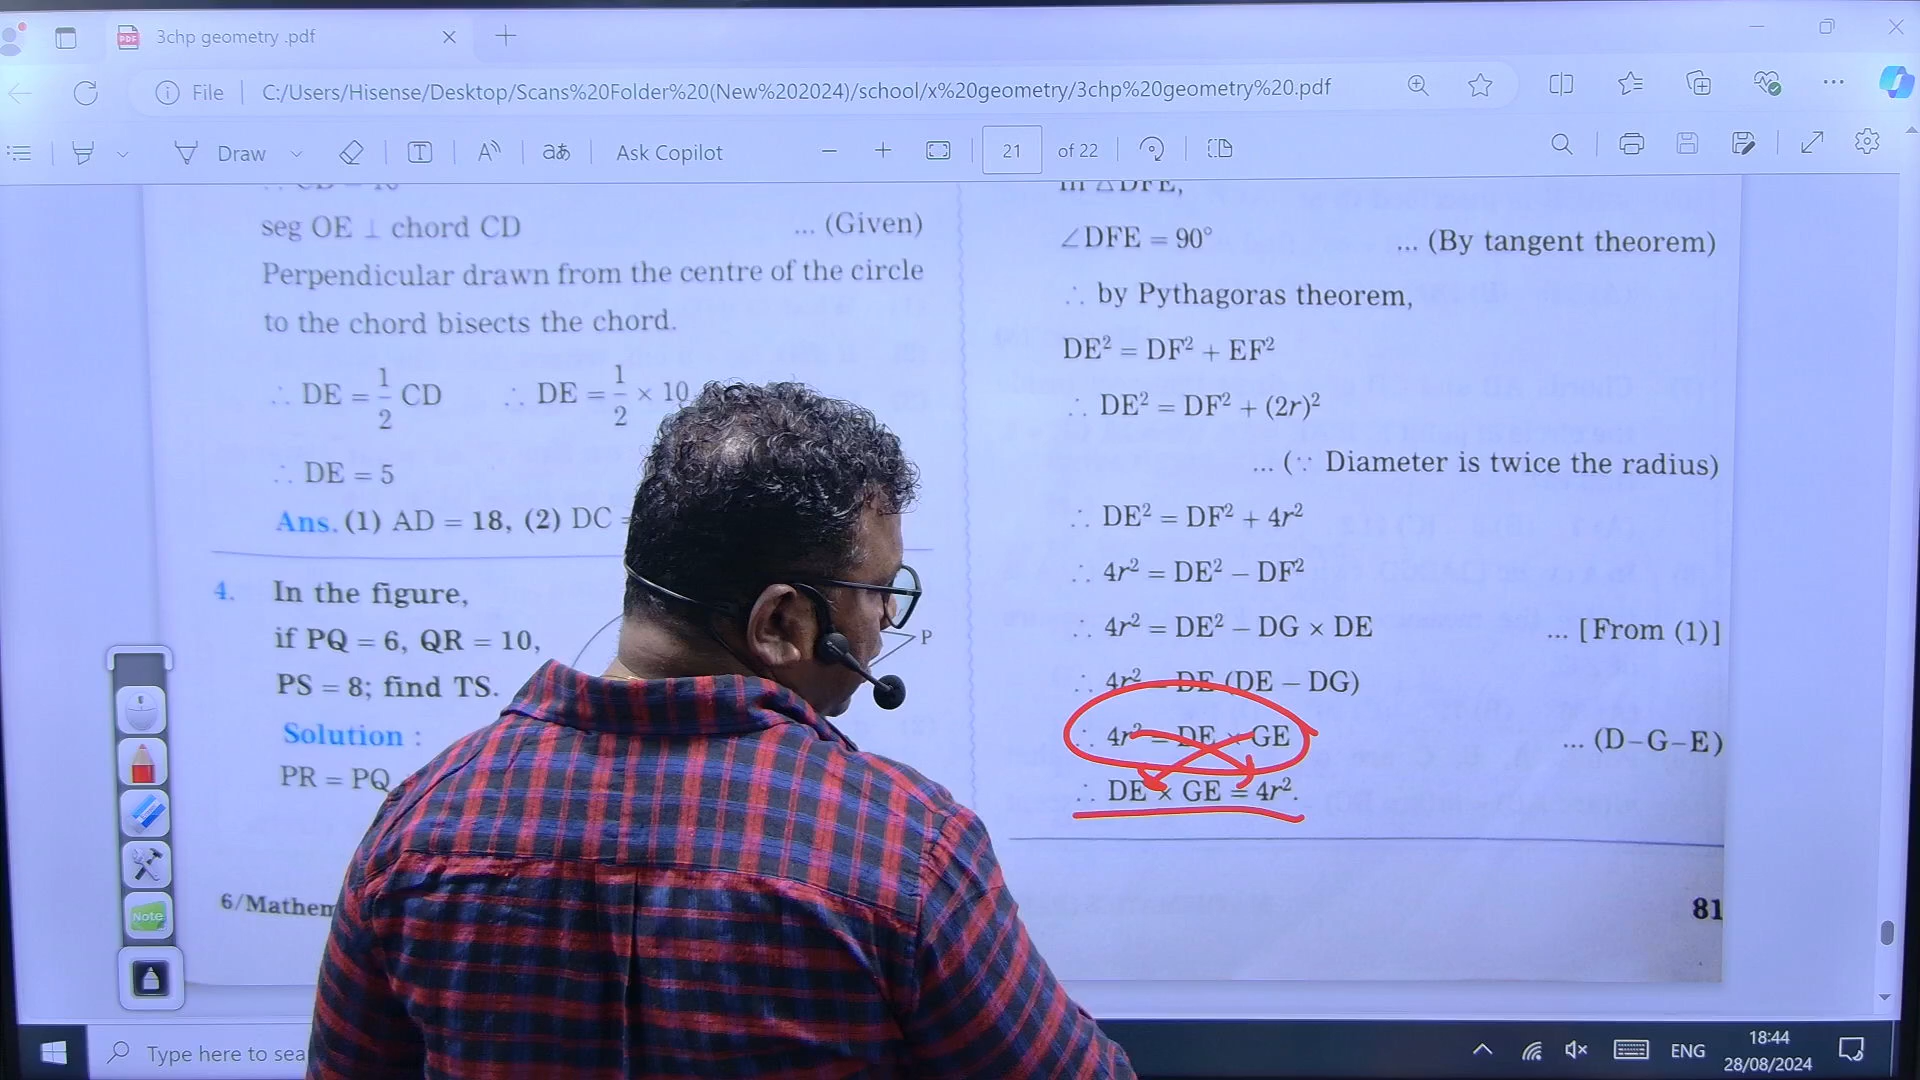 3chp geometry .pdf
File C:/Users/Hisense/Desktop/Scans%20Folder%20(New%202024)/school/x%20geometry/3chp%20geometry%20.pdf
Draw
Ask Copilot
21 of 22
seg OE ⊥ chord CD ... (Given)
Perpendicular drawn from the centre of the circle
to the chord bisects the chord.
∴ DE = 1/2 CD ∴ DE = 1/2 × 10
∴ DE = 5
Ans. (1) AD = 18, (2) DC =
4. In the figure,
if PQ = 6, QR = 10,
PS = 8; find TS.
P
Solution :
PR = PQ
6/Mathem
In △DFE,
∠DFE = 90° ... (By tangent theorem)
∴ by Pythagoras theorem,
DE² = DF² + EF²
∴ DE² = DF² + (2r)²
... (∵ Diameter is twice the radius)
∴ DE² = DF² + 4r²
∴ 4r² = DE² − DF²
∴ 4r² = DE² − DG × DE ... [From (1)]
∴ 4r² = DE (DE − DG)
∴ 4r² = DE × GE ... (D−G−E)
∴ DE × GE = 4r².
81
Note
Type here to sea
ENG
18:44
28/08/2024